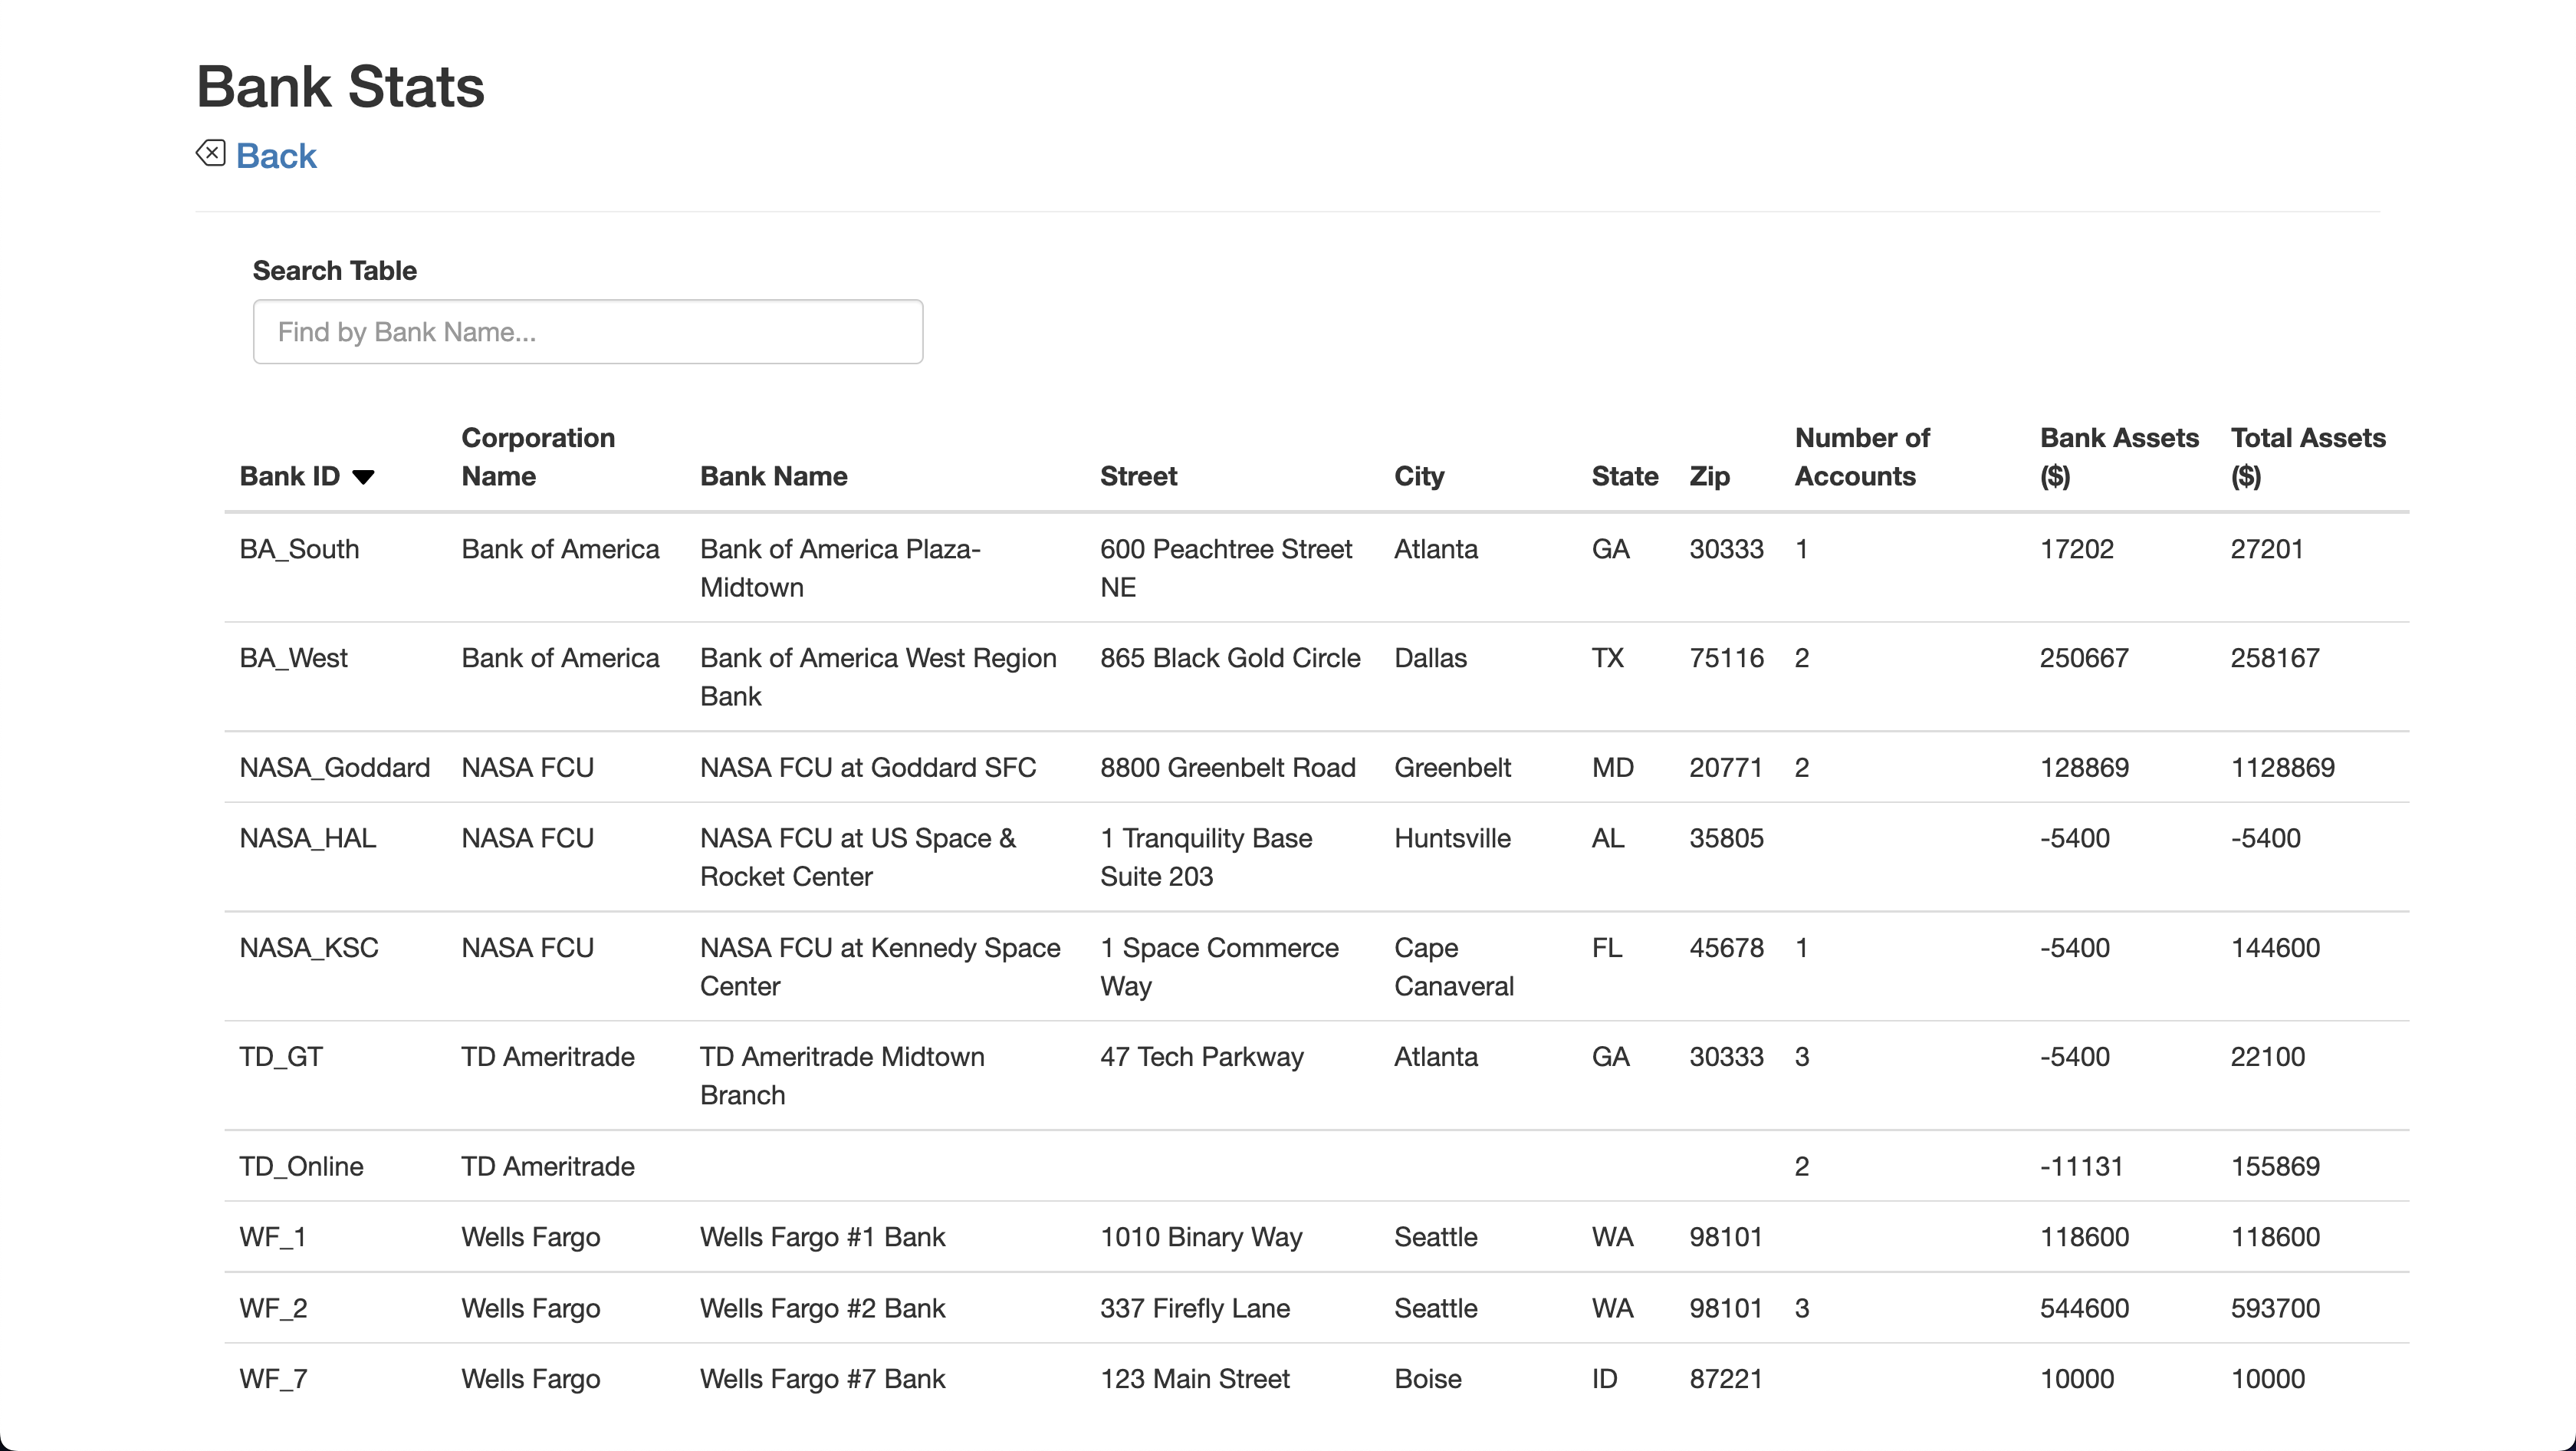 Bank Stats
Back
Search Table
Find by Bank Name...
Bank ID Corporation Name Bank Name Street City State Zip Number of Accounts Bank Assets ($) Total Assets ($)
BA_South Bank of America Bank of America Plaza-Midtown 600 Peachtree Street NE Atlanta GA 30333 1 17202 27201
BA_West Bank of America Bank of America West Region Bank 865 Black Gold Circle Dallas TX 75116 2 250667 258167
NASA_Goddard NASA FCU NASA FCU at Goddard SFC 8800 Greenbelt Road Greenbelt MD 20771 2 128869 1128869
NASA_HAL NASA FCU NASA FCU at US Space & Rocket Center 1 Tranquility Base Suite 203 Huntsville AL 35805 -5400 -5400
NASA_KSC NASA FCU NASA FCU at Kennedy Space Center 1 Space Commerce Way Cape Canaveral FL 45678 1 -5400 144600
TD_GT TD Ameritrade TD Ameritrade Midtown Branch 47 Tech Parkway Atlanta GA 30333 3 -5400 22100
TD_Online TD Ameritrade 2 -11131 155869
WF_1 Wells Fargo Wells Fargo #1 Bank 1010 Binary Way Seattle WA 98101 118600 118600
WF_2 Wells Fargo Wells Fargo #2 Bank 337 Firefly Lane Seattle WA 98101 3 544600 593700
WF_7 Wells Fargo Wells Fargo #7 Bank 123 Main Street Boise ID 87221 10000 10000